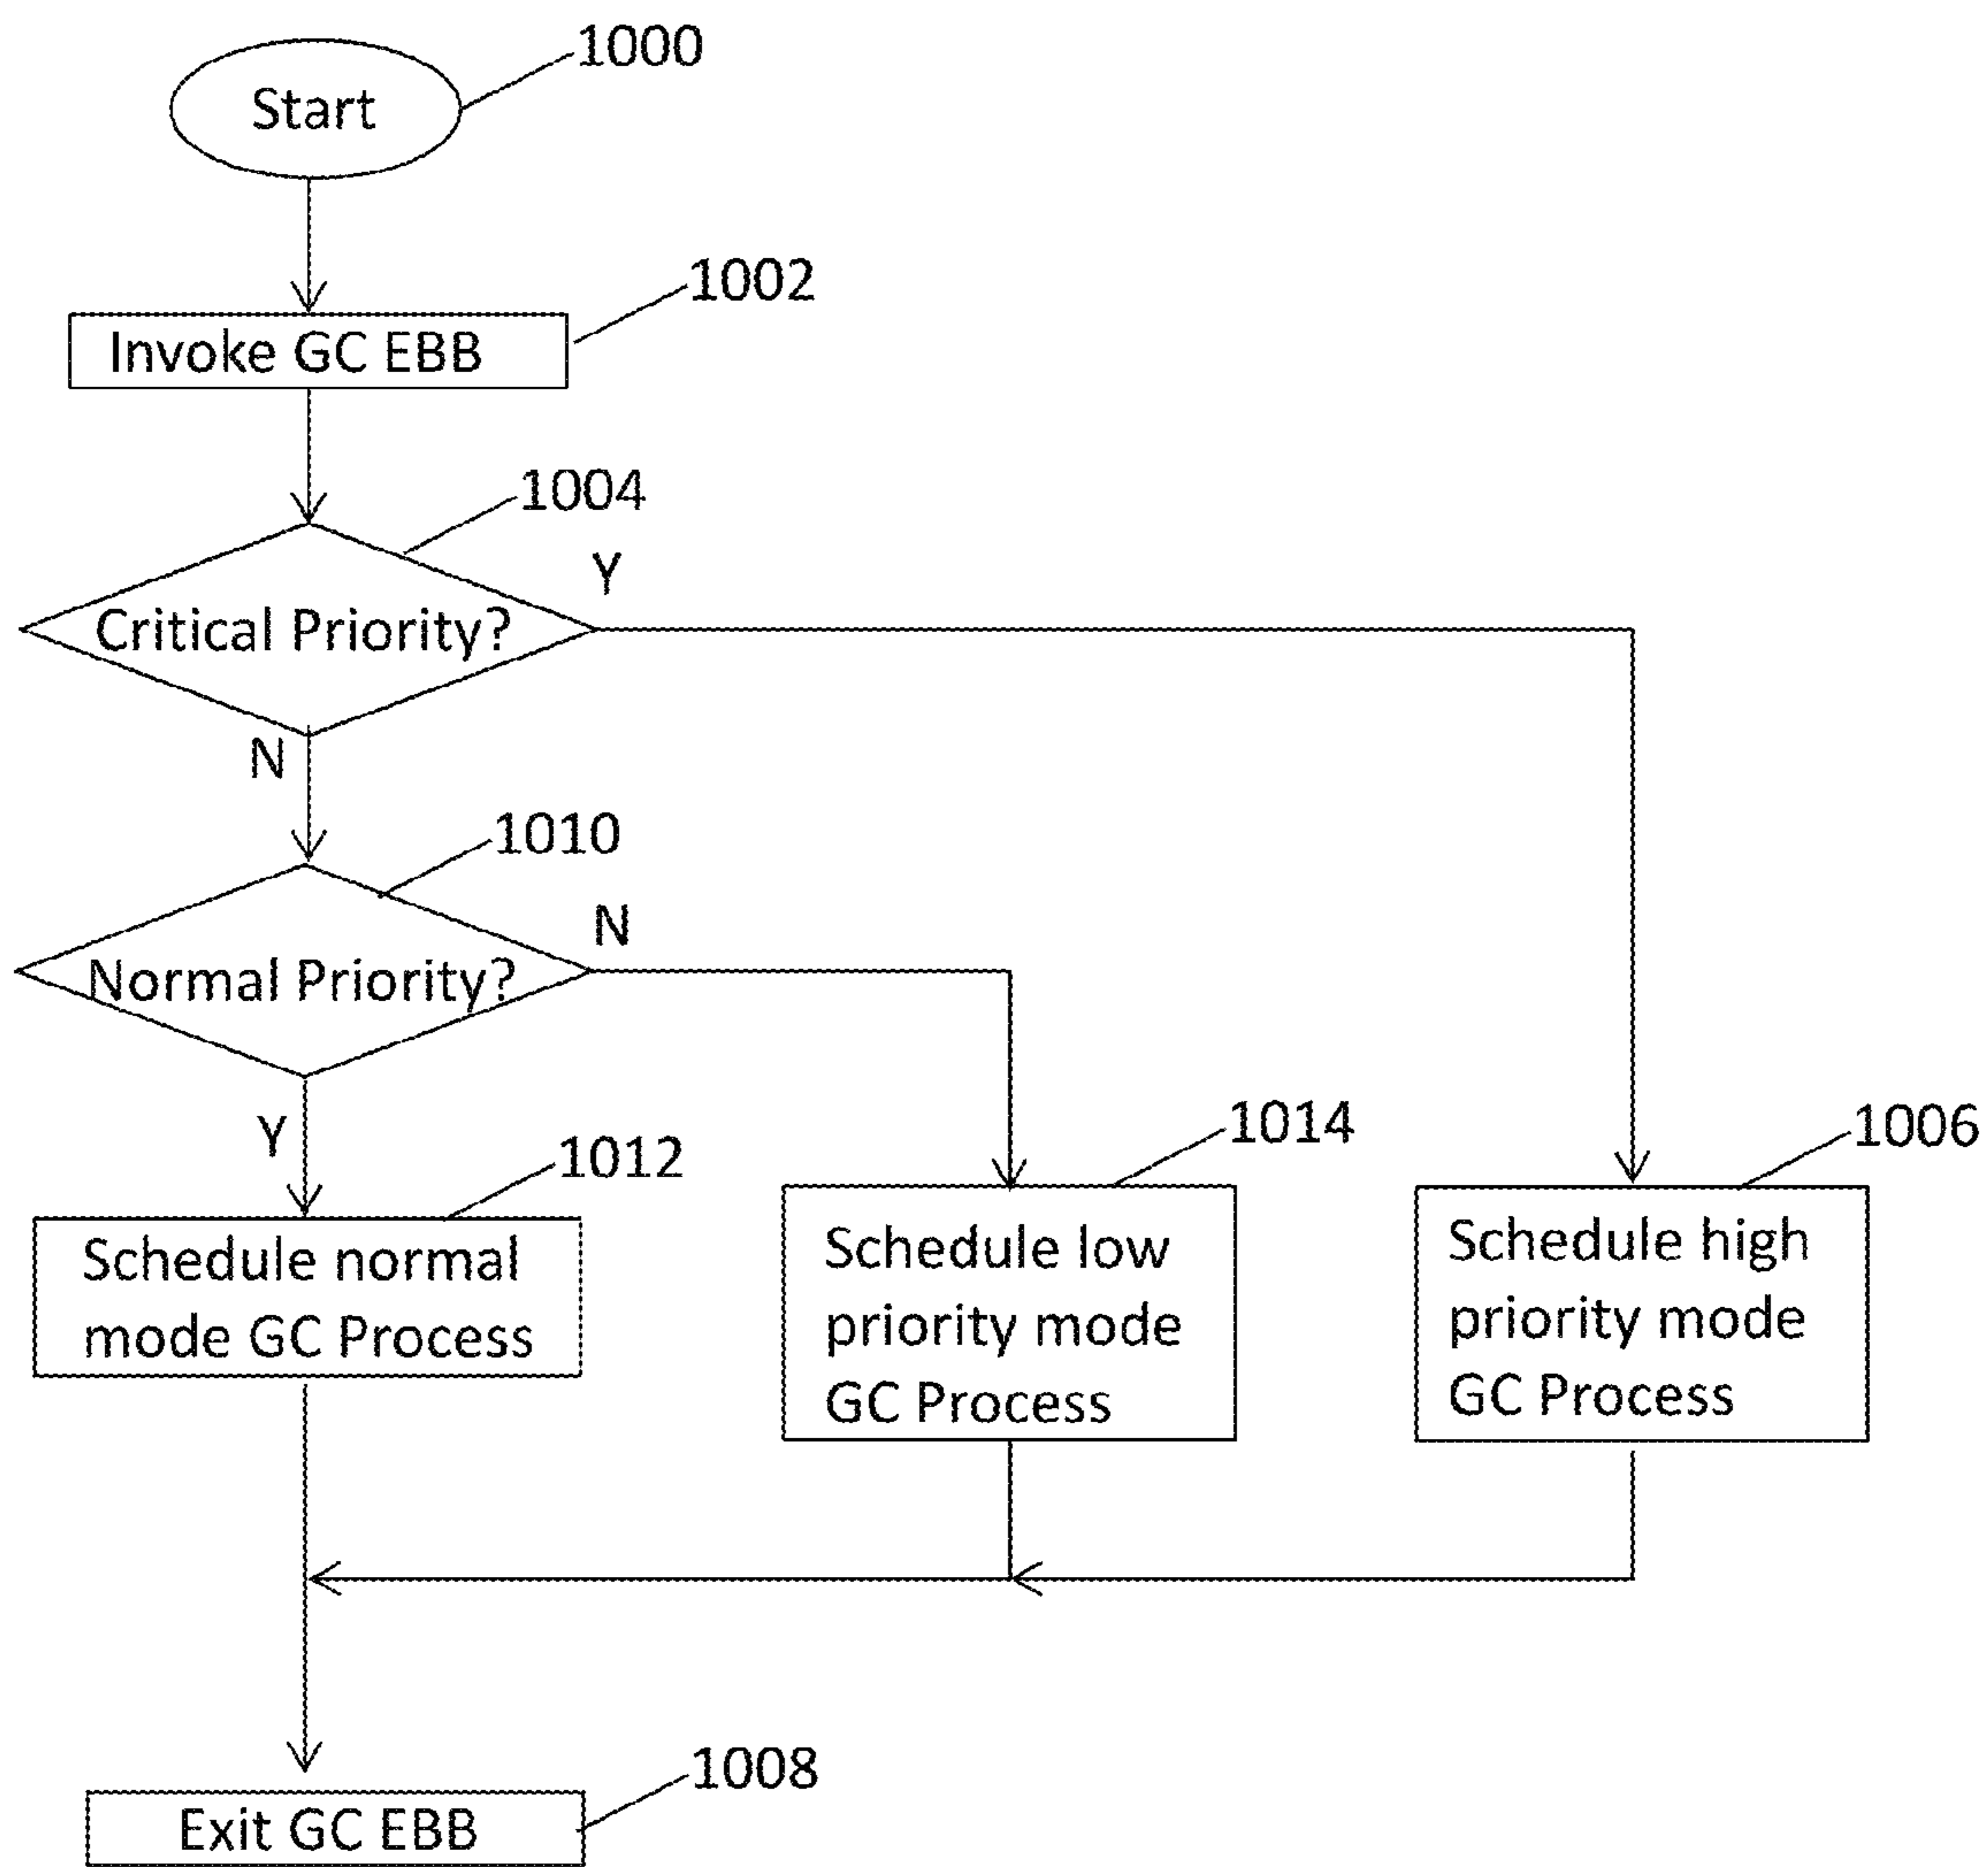 1000
Start
1002
Invoke GC EBB
1004
Y
Critical Priority?
N
1010
N
Normal Priority?
Y
1012
1014
1006
Schedule normal
mode GC Process
Schedule low
priority mode
GC Process
Schedule high
priority mode
GC Process
1008
Exit GC EBB